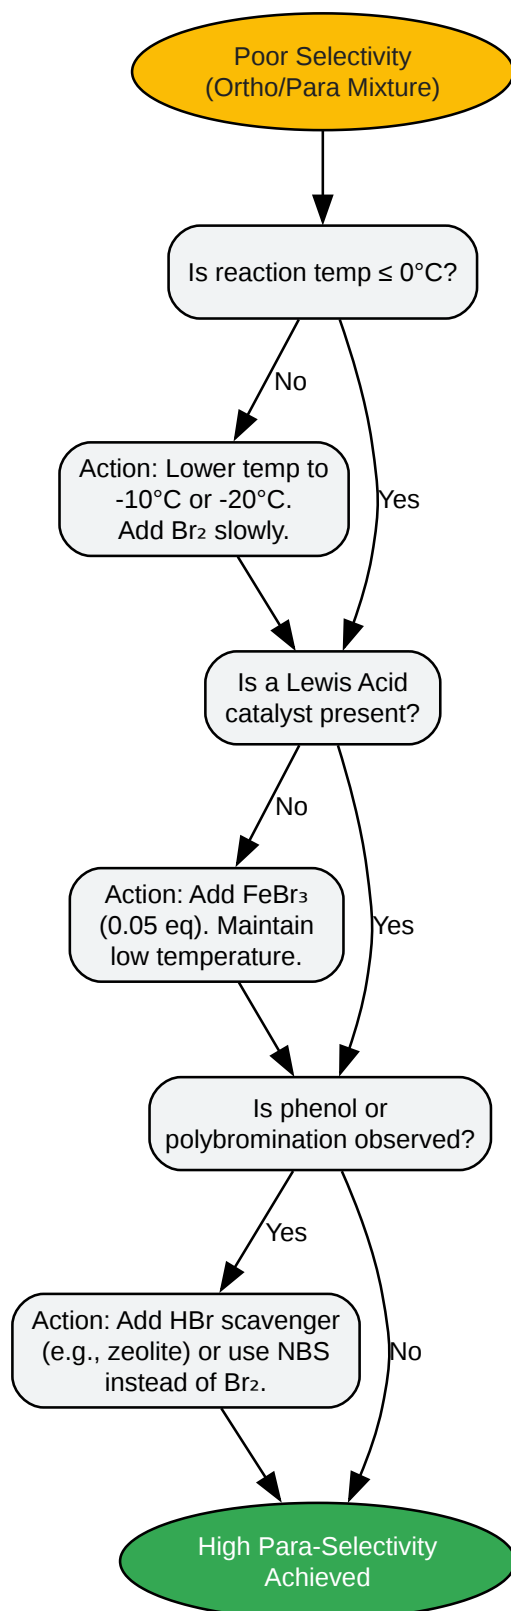 Poor Selectivity
(Ortho/Para Mixture)
Is reaction temp ≤ 0°C?
No
Action: Lower temp to
-10°C or -20°C.
Add Br₂ slowly.
Yes
Is a Lewis Acid
catalyst present?
No
Action: Add FeBr₃
(0.05 eq). Maintain
low temperature.
Yes
Is phenol or
polybromination observed?
Yes
Action: Add HBr scavenger
(e.g., zeolite) or use NBS
instead of Br₂.
No
High Para-Selectivity
Achieved